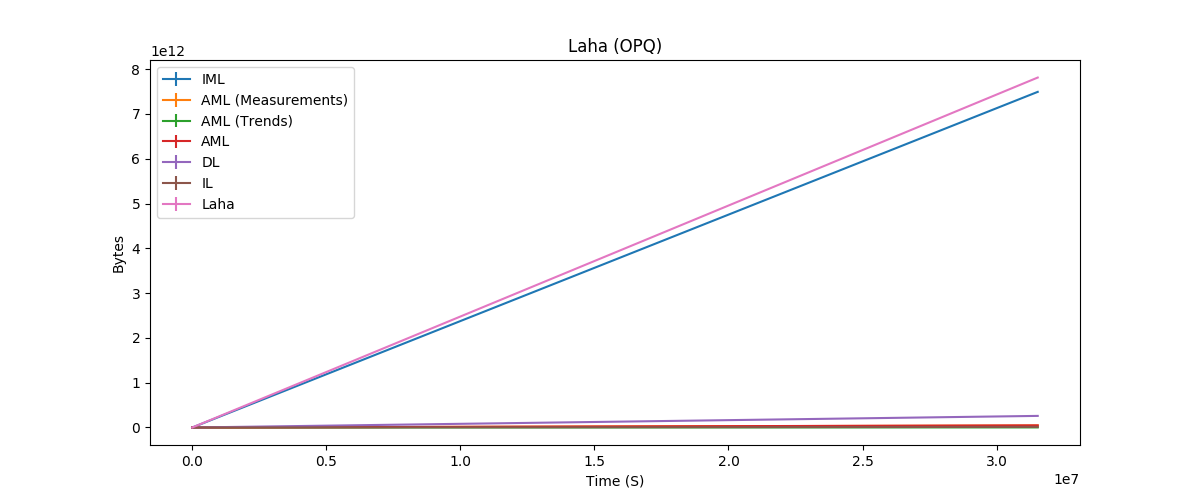 Laha (OPQ)
1e12
8
7
6
5
4
3
2
1
0
Bytes
IML
AML (Measurements)
AML (Trends)
AML
DL
IL
Laha
0.0 0.5 1.0 1.5 2.0 2.5 3.0
1e7
Time (S)